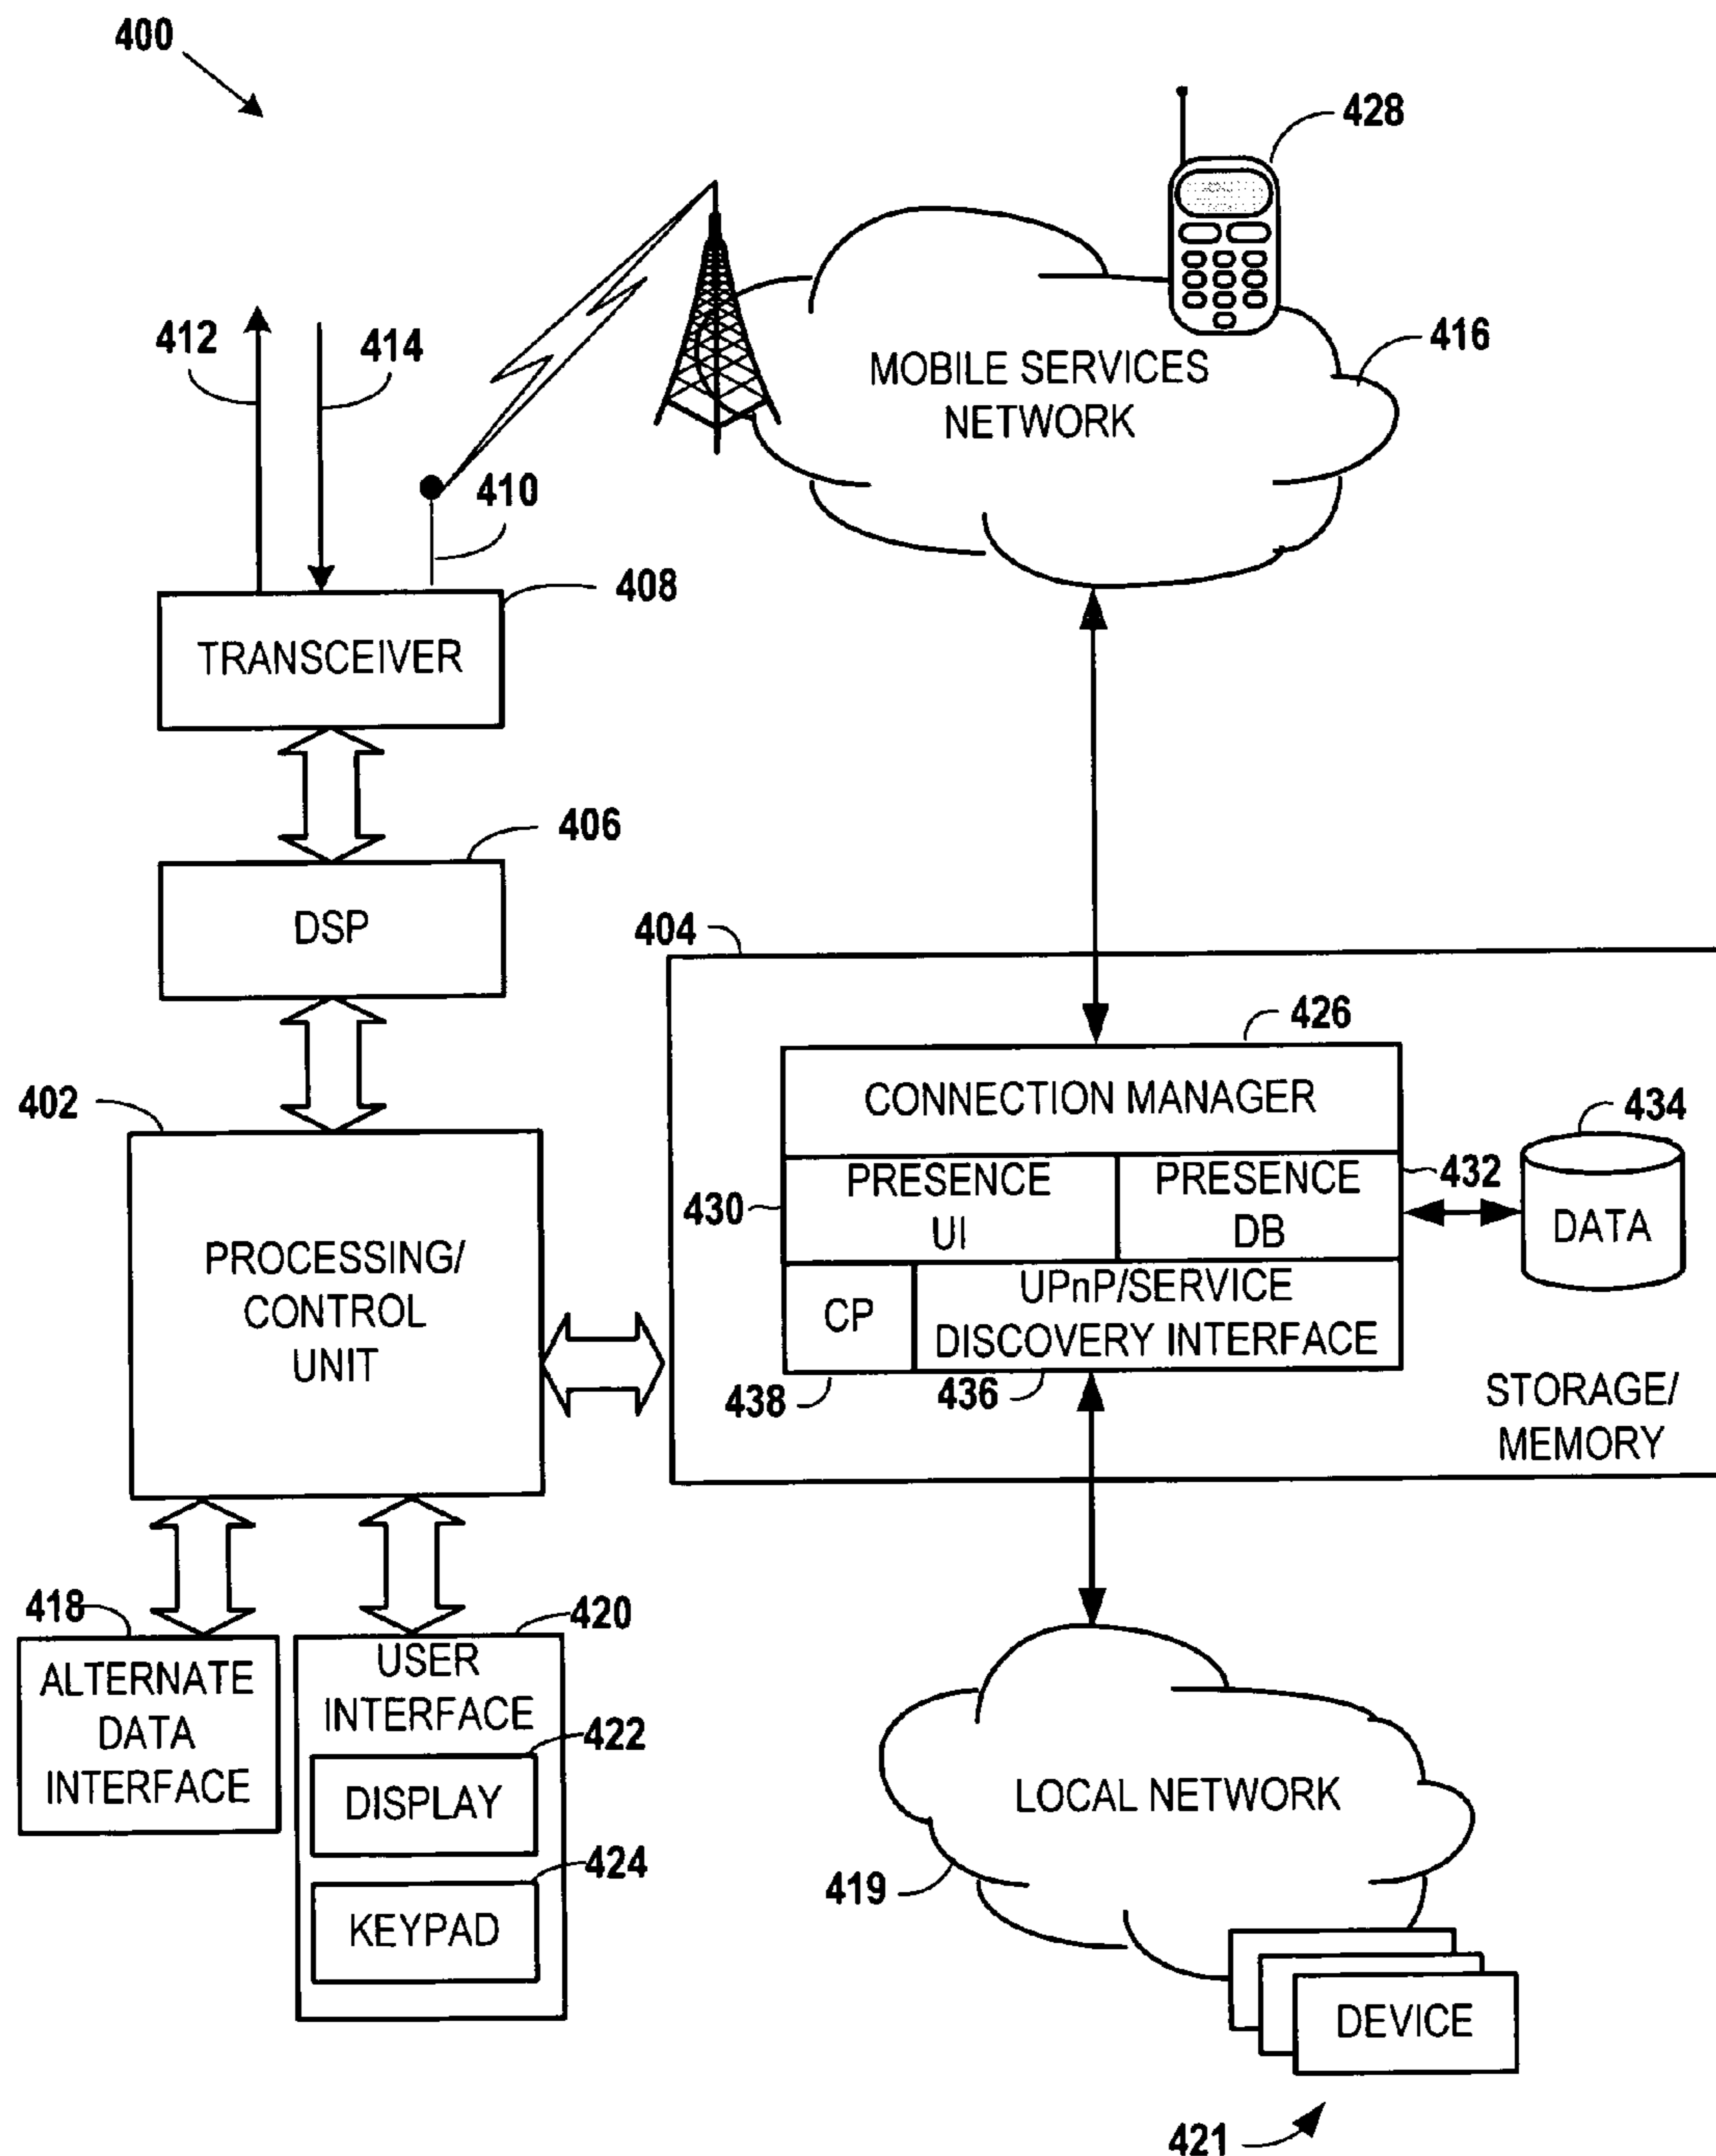 400
428
412
414
416
MOBILE SERVICES
NETWORK
410
408
TRANSCEIVER
406
DSP
404
426
CONNECTION MANAGER
402
434
432
430
PRESENCE
UI
PRESENCE
DB
DATA
PROCESSING/
CONTROL
UNIT
CP
UPnP/SERVICE
DISCOVERY INTERFACE
438
436
STORAGE/
MEMORY
418
420
ALTERNATE
DATA
INTERFACE
USER
INTERFACE
422
DISPLAY
424
KEYPAD
LOCAL NETWORK
419
DEVICE
421